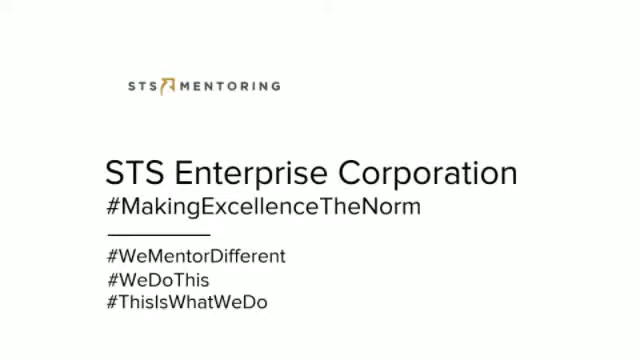 STS MENTORING
STS Enterprise Corporation
#MakingExcellenceTheNorm
#WeMentorDifferent
#WeDoThis
#ThisIsWhatWeDo